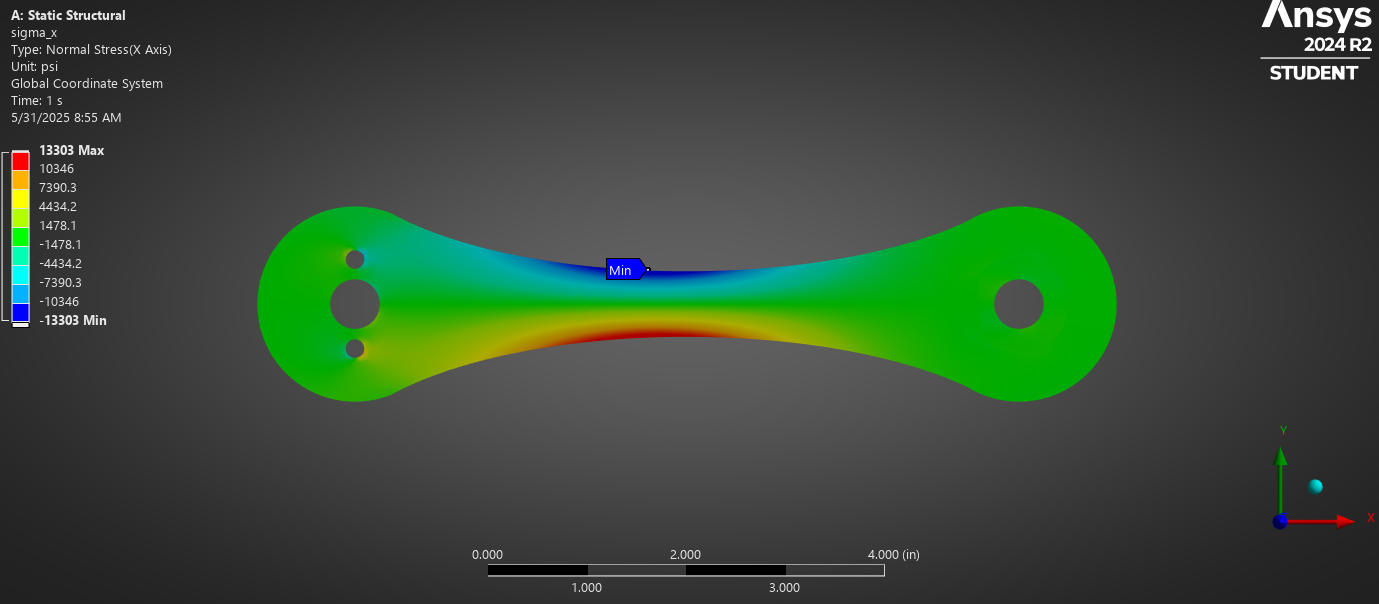 A: Static Structural
sigma_x
Type: Normal Stress(X Axis)
Unit: psi
Global Coordinate System
Time: 1 s
5/31/2025 8:55 AM
13303 Max
10346
7390.3
4434.2
1478.1
-1478.1
-4434.2
-7390.3
-10346
-13303 Min
Ansys
2024 R2
STUDENT
Min
Y
X
0.000 2.000 4.000 (in)
1.000 3.000